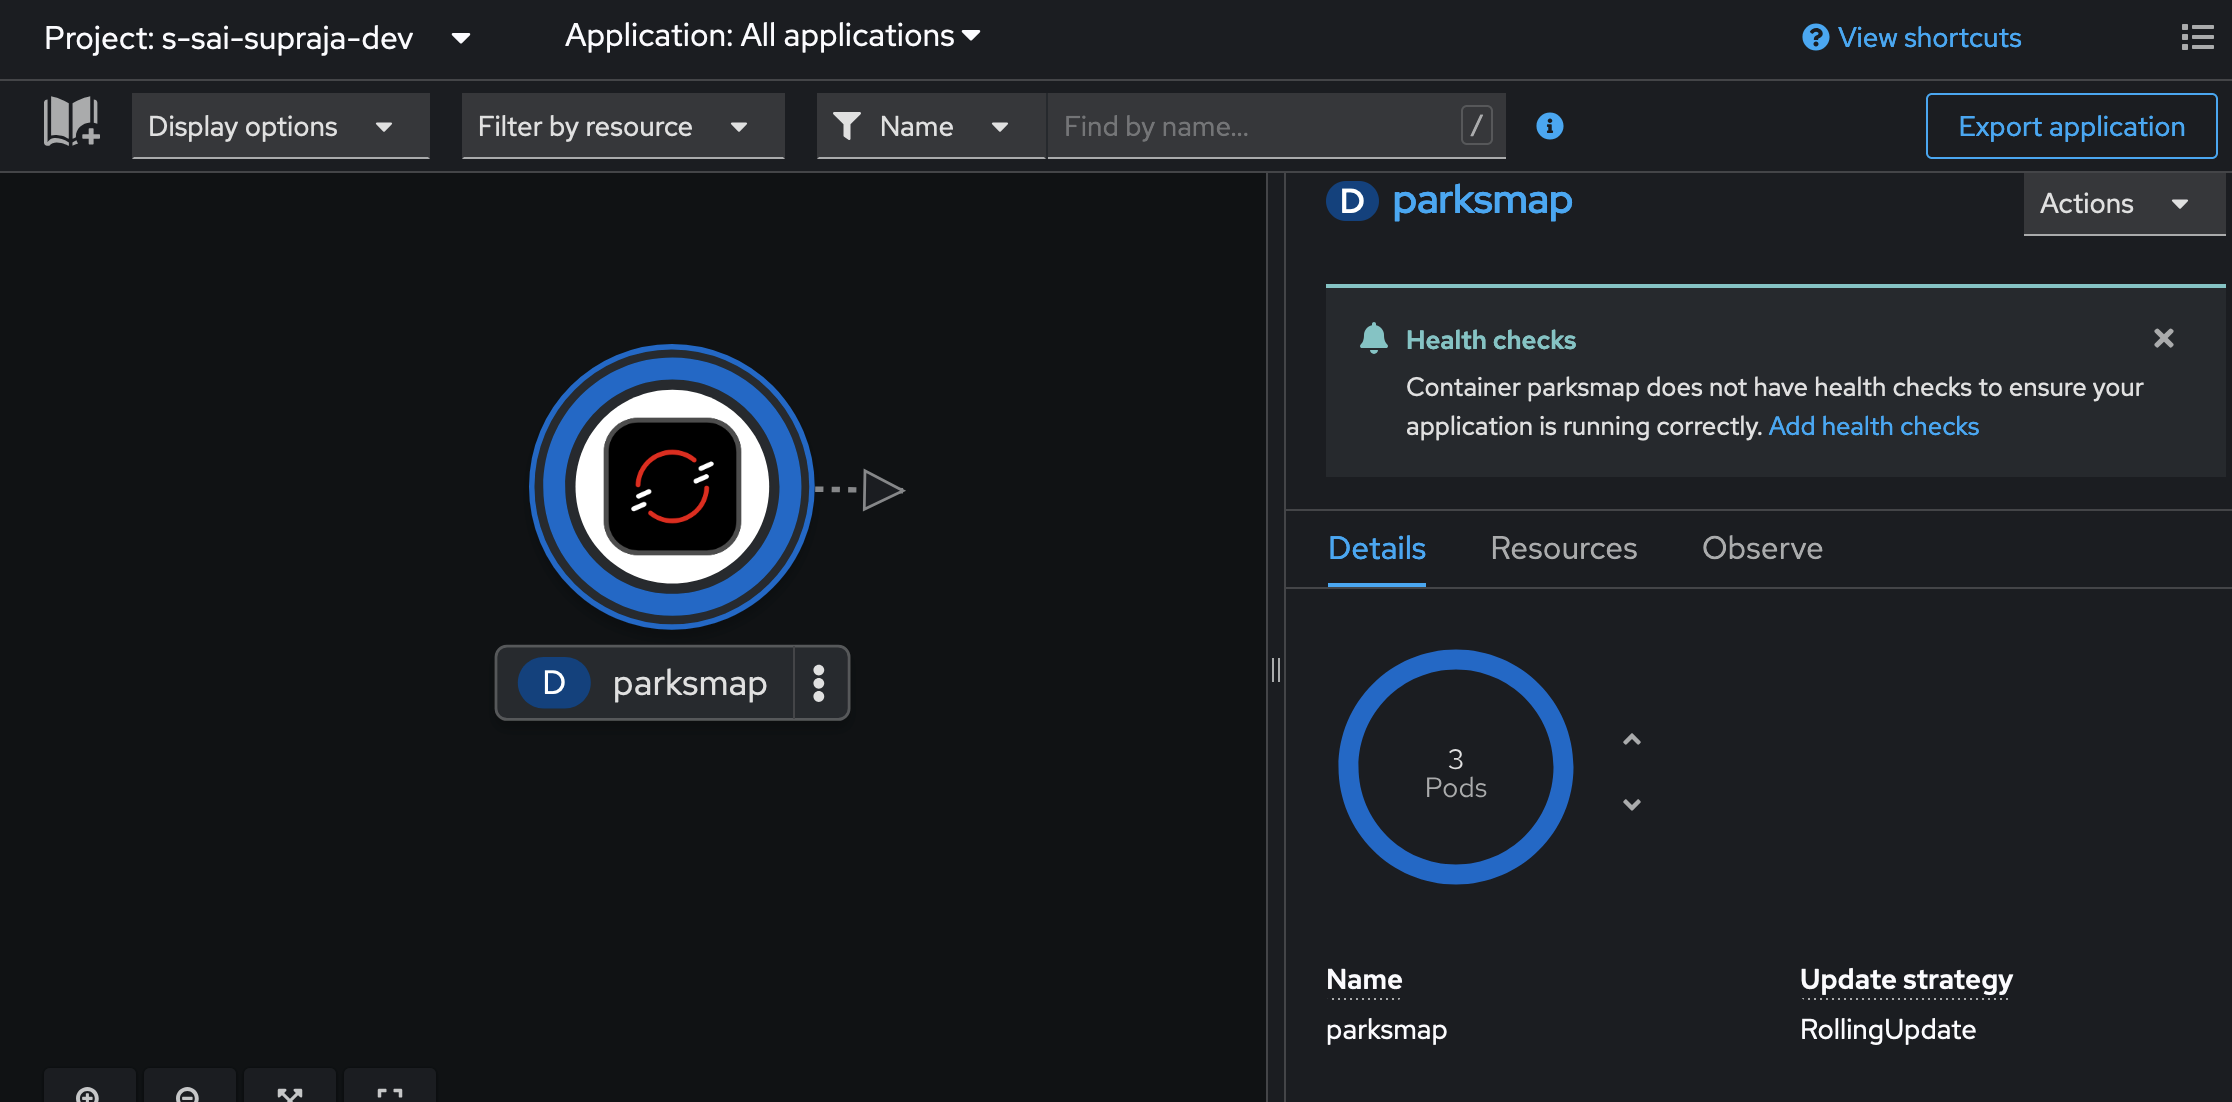 Project: s-sai-supraja-dev
Application: All applications
View shortcuts
Display options
Filter by resource
Name
Find by name...
/
Export application
D parksmap
Actions
Health checks
Container parksmap does not have health checks to ensure your
application is running correctly. Add health checks
Details
Resources
Observe
D parksmap
3
Pods
Name
Update strategy
parksmap
RollingUpdate